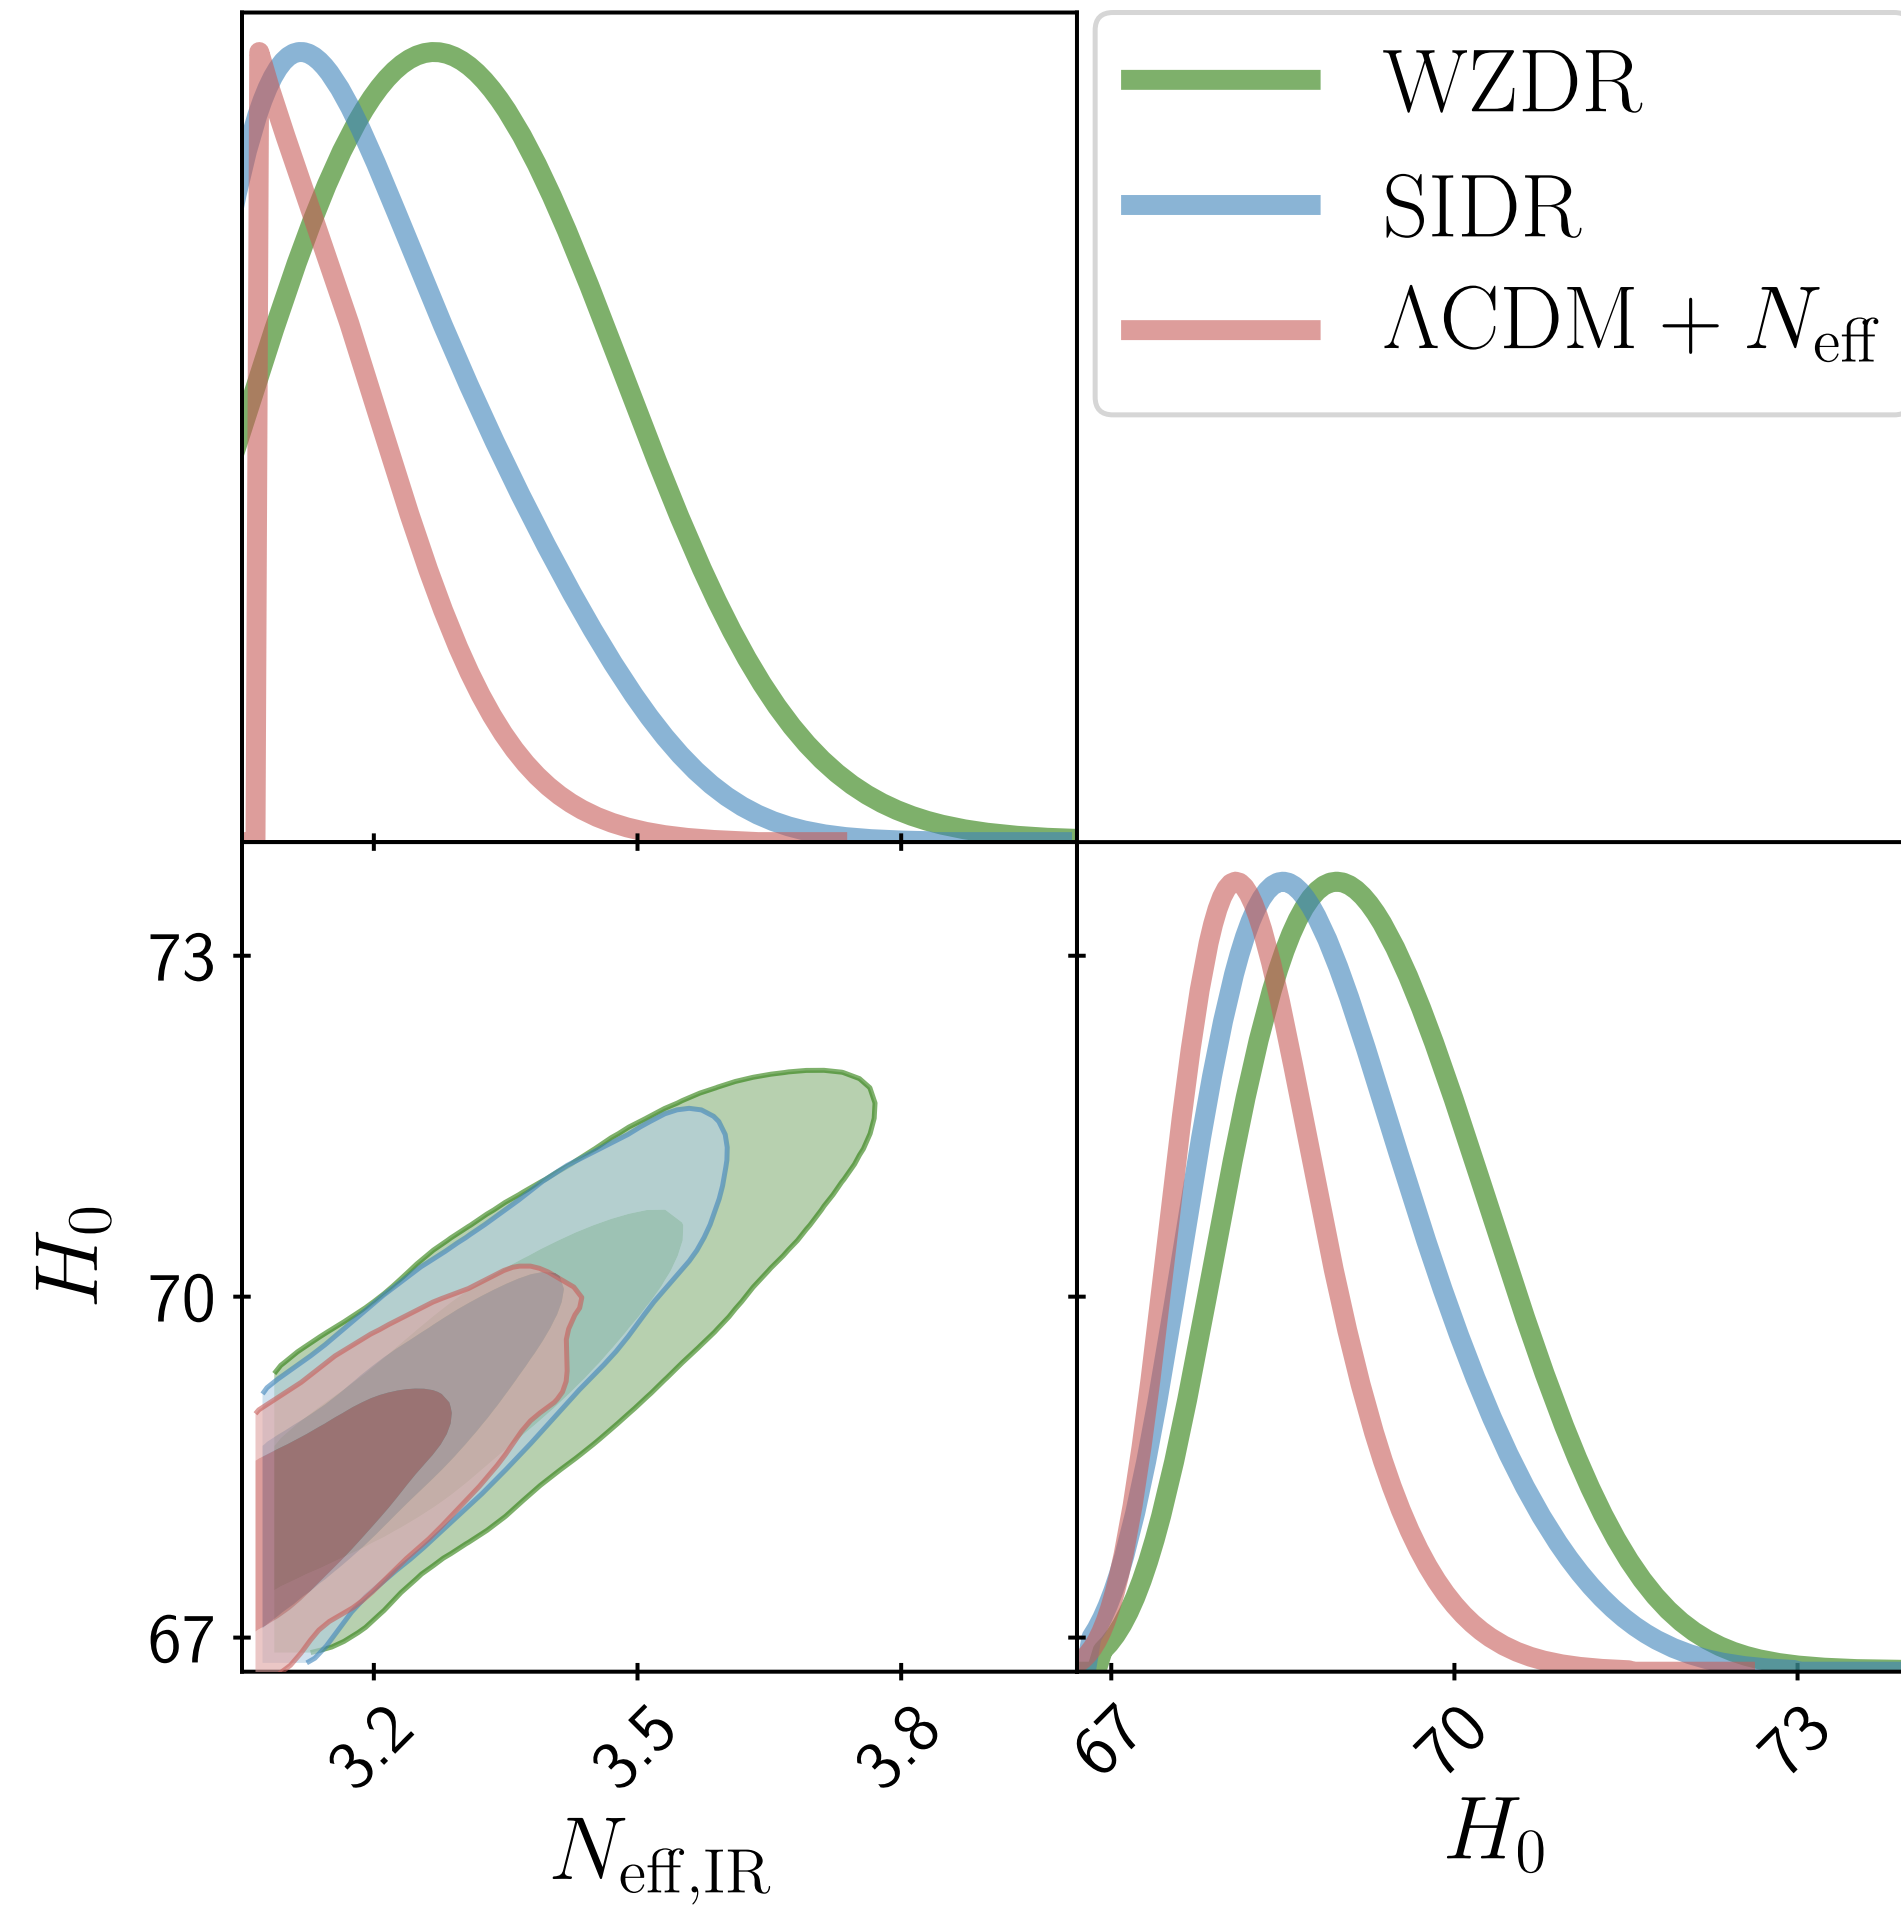 WZDR
SIDR
ΛCDM + N_eff
73
70
67
H_0
3.2
3.5
3.8
67
70
73
N_eff,IR
H_0